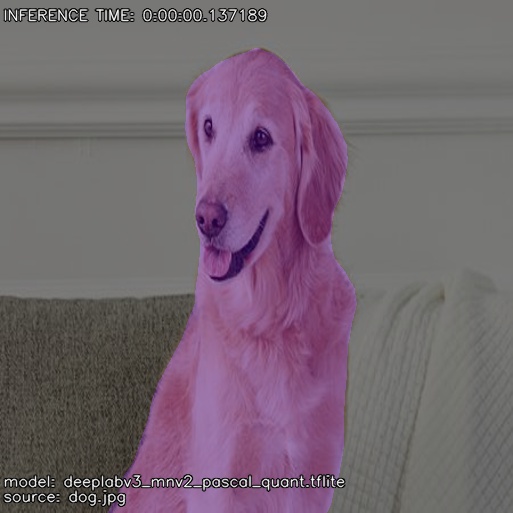 INFERENCE TIME: 0:00:00.137189
model: deeplabv3_mnv2_pascal_quant.tflite
source: dog.jpg